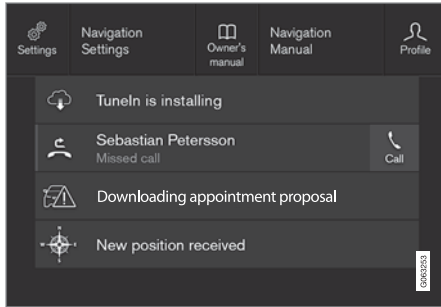 Settings
Navigation
Settings
Owner's
manual
Navigation
Manual
Profile
TuneIn is installing
Sebastian Petersson
Missed call
Call
Downloading appointment proposal
New position received
G063253